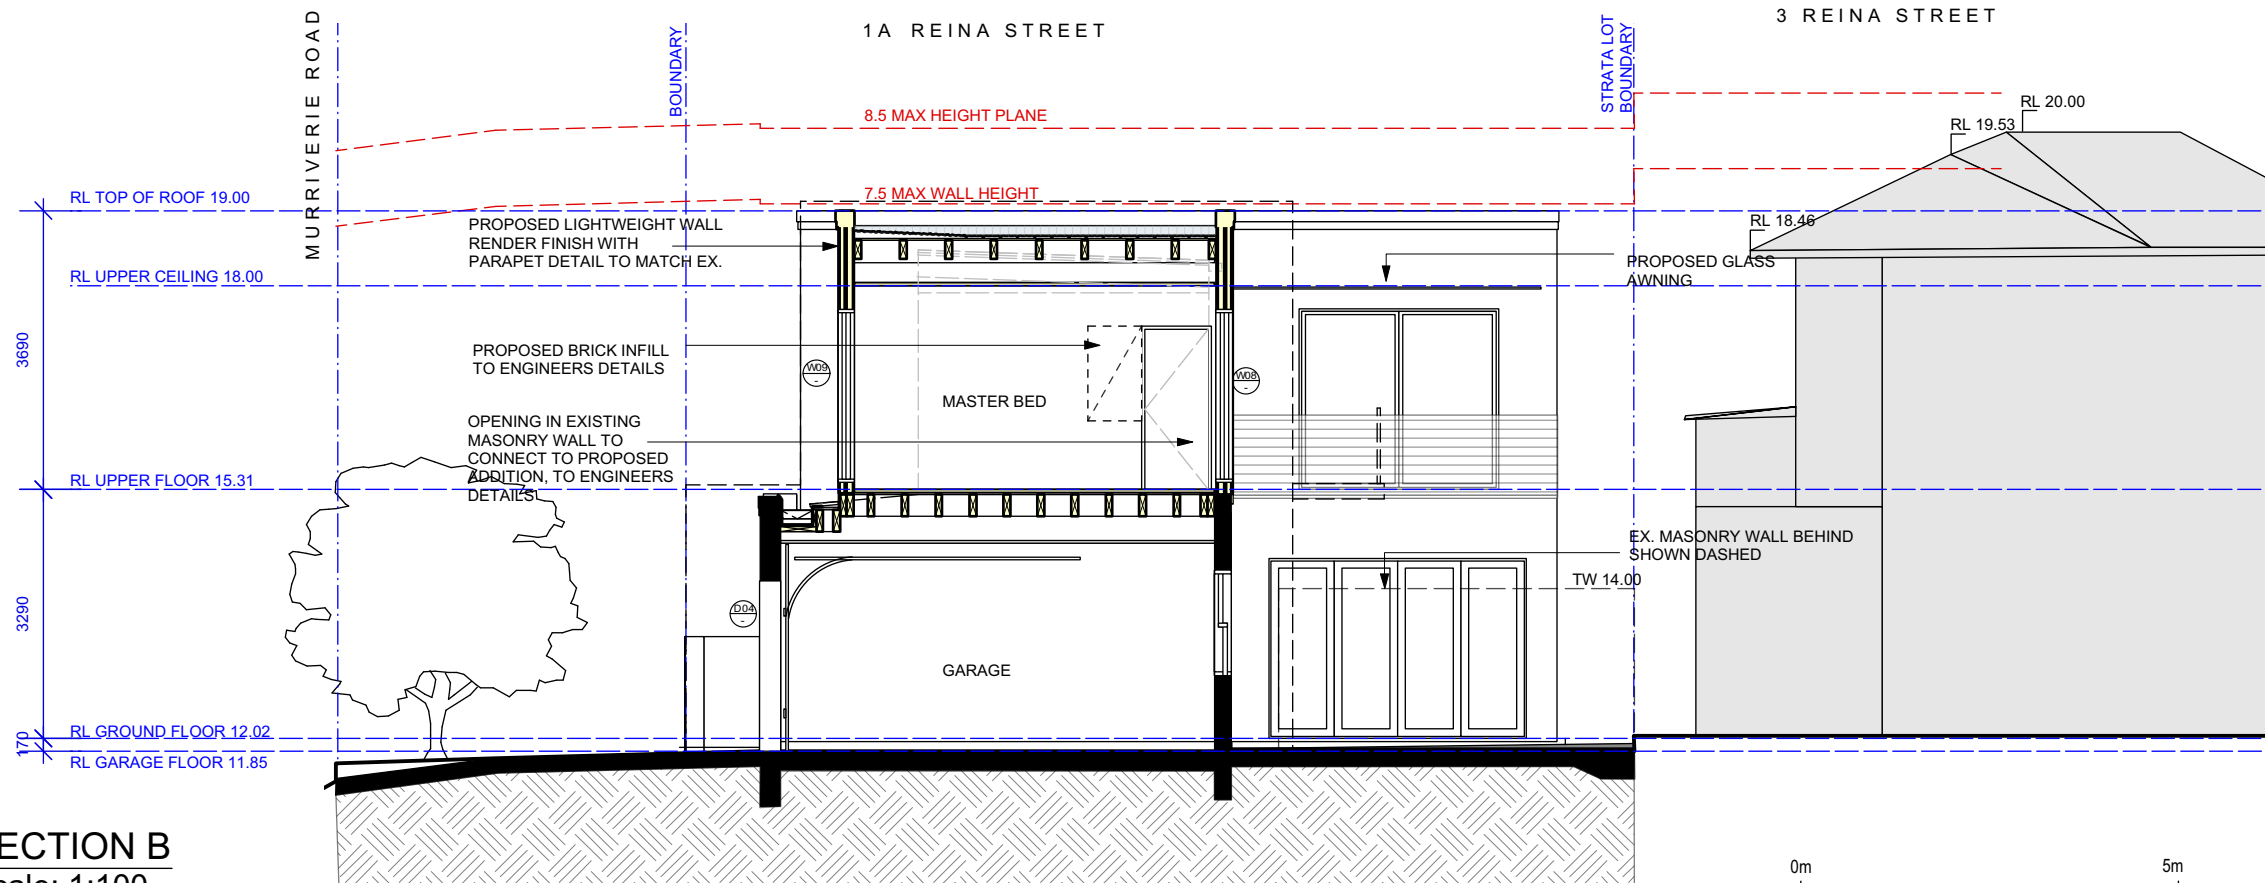 1A REINA STREET
3 REINA STREET
MURRIVERIE ROAD
BOUNDARY
STRATA LOT
BOUNDARY
8.5 MAX HEIGHT PLANE
7.5 MAX WALL HEIGHT
RL 20.00
RL 19.53
RL 18.46
RL TOP OF ROOF 19.00
PROPOSED LIGHTWEIGHT WALL
RENDER FINISH WITH
PARAPET DETAIL TO MATCH EX.
RL UPPER CEILING 18.00
PROPOSED GLASS
AWNING
3690
PROPOSED BRICK INFILL
TO ENGINEERS DETAILS
W09
-
W08
-
MASTER BED
OPENING IN EXISTING
MASONRY WALL TO
CONNECT TO PROPOSED
ADDITION, TO ENGINEERS
DETAILS
RL UPPER FLOOR 15.31
EX. MASONRY WALL BEHIND
SHOWN DASHED
TW 14.00
3290
D04
-
GARAGE
RL GROUND FLOOR 12.02
170
RL GARAGE FLOOR 11.85
ECTION B
cale: 1:100
0m
5m